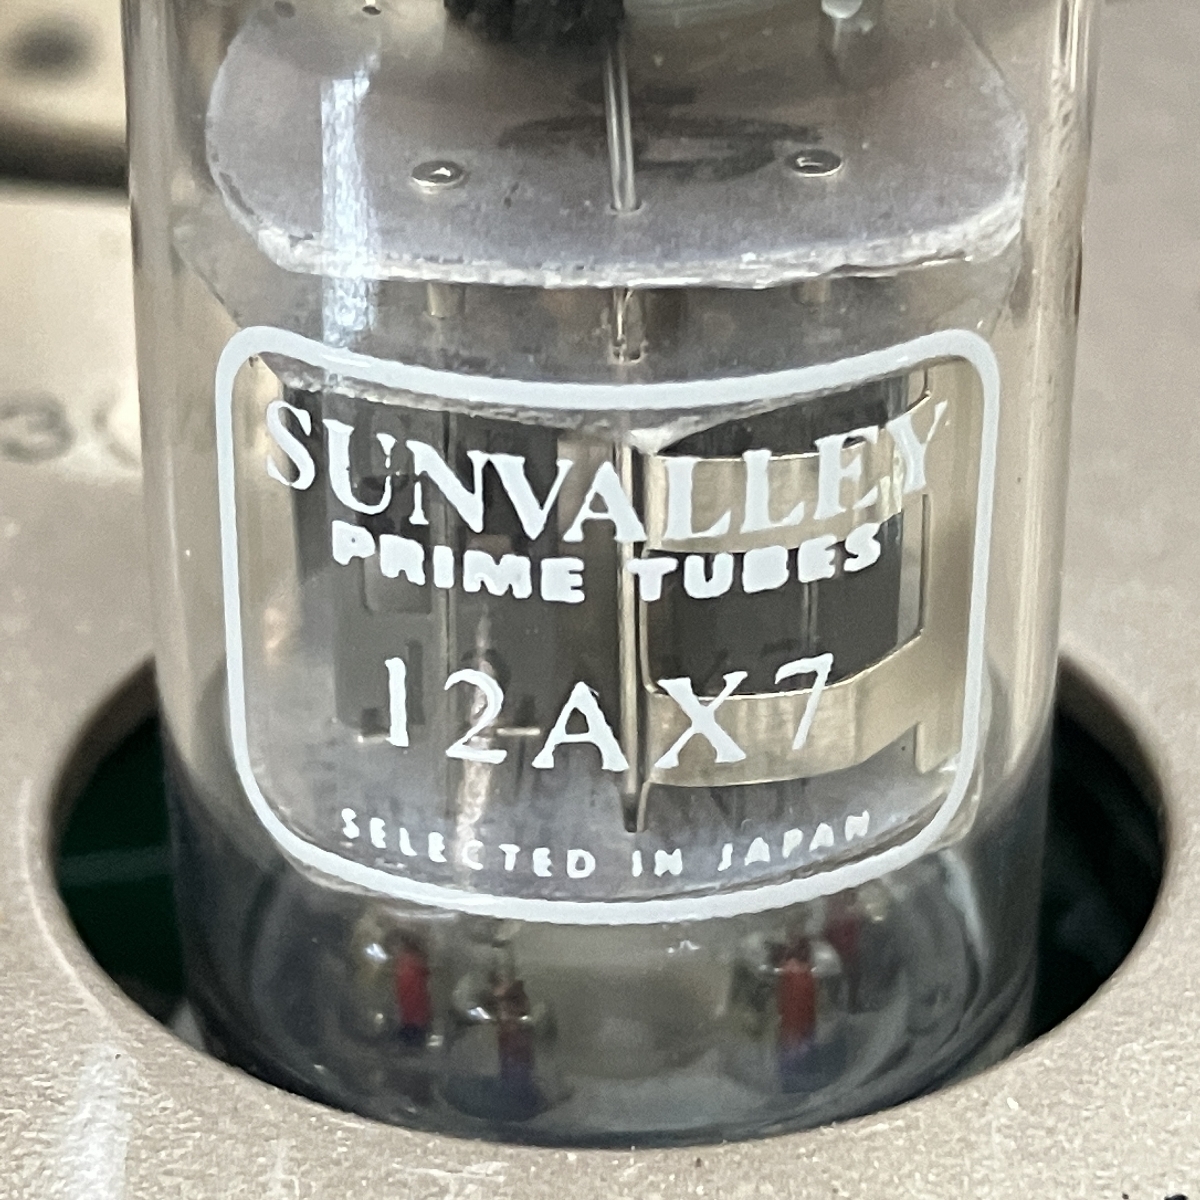 SUNVALLEY
PRIME TUBES
12AX7
SELECTED IN JAPAN